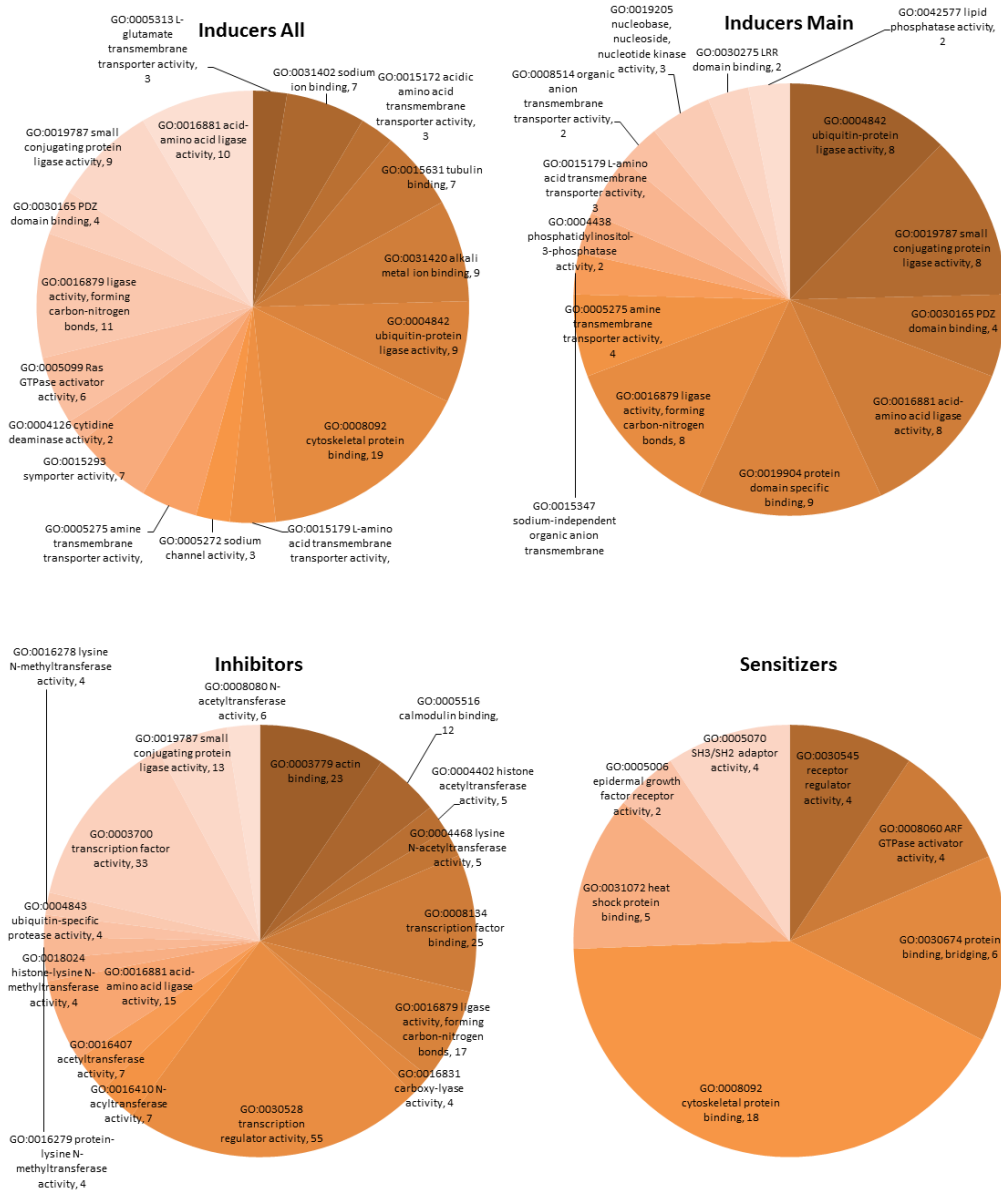 Inducers All
GO:0005313 L-
glutamate
transmembrane
transporter activity,
3
GO:0031402 sodium
ion binding, 7
GO:0015172 acidic
amino acid
transmembrane
transporter activity,
3
GO:0015631 tubulin
binding, 7
GO:0031420 alkali
metal ion binding, 9
GO:0004842
ubiquitin-protein
ligase activity, 9
GO:0008092
cytoskeletal protein
binding, 19
GO:0015179 L-amino
acid transmembrane
transporter activity,
GO:0005272 sodium
channel activity, 3
GO:0005275 amine
transmembrane
transporter activity,
GO:0015293
symporter activity, 7
GO:0004126 cytidine
deaminase activity, 2
GO:0005099 Ras
GTPase activator
activity, 6
GO:0016879 ligase
activity, forming
carbon-nitrogen
bonds, 11
GO:0030165 PDZ
domain binding, 4
GO:0019787 small
conjugating protein
ligase activity, 9
GO:0016881 acid-
amino acid ligase
activity, 10
Inducers Main
GO:0004842
ubiquitin-protein
ligase activity, 8
GO:0019787 small
conjugating protein
ligase activity, 8
GO:0030165 PDZ
domain binding, 4
GO:0016881 acid-
amino acid ligase
activity, 8
GO:0019904 protein
domain specific
binding, 9
GO:0016879 ligase
activity, forming
carbon-nitrogen
bonds, 8
GO:0005275 amine
transmembrane
transporter activity,
4
GO:0015347
sodium-independent
organic anion
transmembrane
GO:0004438
phosphatidylinositol-
3-phosphatase
activity, 2
GO:0015179 L-amino
acid transmembrane
transporter activity,
3
GO:0008514 organic
anion
transmembrane
transporter activity,
2
GO:0019205
nucleobase,
nucleoside,
nucleotide kinase
activity, 3
GO:0030275 LRR
domain binding, 2
GO:0042577 lipid
phosphatase activity,
2
Inhibitors
GO:0003779 actin
binding, 23
GO:0005516
calmodulin binding,
12
GO:0004402 histone
acetyltransferase
activity, 5
GO:0004468 lysine
N-acetyltransferase
activity, 5
GO:0008134
transcription factor
binding, 25
GO:0016879 ligase
activity, forming
carbon-nitrogen
bonds, 17
GO:0016831
carboxy-lyase
activity, 4
GO:0030528
transcription
regulator activity, 55
GO:0016410 N-
acyltransferase
activity, 7
GO:0016407
acetyltransferase
activity, 7
GO:0016881 acid-
amino acid ligase
activity, 15
GO:0018024
histone-lysine N-
methyltransferase
activity, 4
GO:0016279 protein-
lysine N-
methyltransferase
activity, 4
GO:0004843
ubiquitin-specific
protease activity, 4
GO:0016278 lysine
N-methyltransferase
activity, 4
GO:0003700
transcription factor
activity, 33
GO:0019787 small
conjugating protein
ligase activity, 13
GO:0008080 N-
acetyltransferase
activity, 6
Sensitizers
GO:0030545
receptor
regulator
activity, 4
GO:0008060 ARF
GTPase activator
activity, 4
GO:0030674 protein
binding, bridging, 6
GO:0008092
cytoskeletal protein
binding, 18
GO:0031072 heat
shock protein
binding, 5
GO:0005006
epidermal growth
factor receptor
activity, 2
GO:0005070
SH3/SH2 adaptor
activity, 4